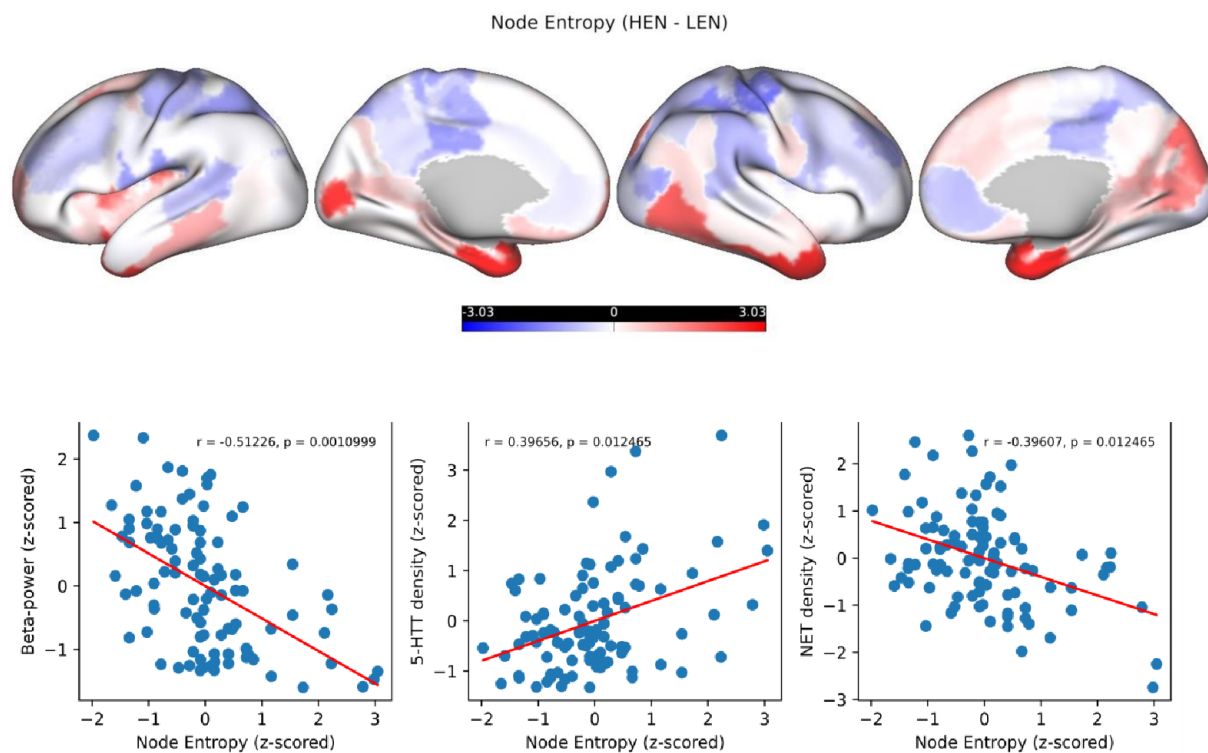 Node Entropy (HEN - LEN)
-3.03 0 3.03
r = -0.51226, p = 0.0010999
Beta-power (z-scored)
2
1
0
−1
−2 −1 0 1 2 3
Node Entropy (z-scored)
r = 0.39656, p = 0.012465
5-HTT density (z-scored)
3
2
1
0
−1
−2 −1 0 1 2 3
Node Entropy (z-scored)
r = -0.39607, p = 0.012465
NET density (z-scored)
2
1
0
−1
−2
−3
−2 −1 0 1 2 3
Node Entropy (z-scored)